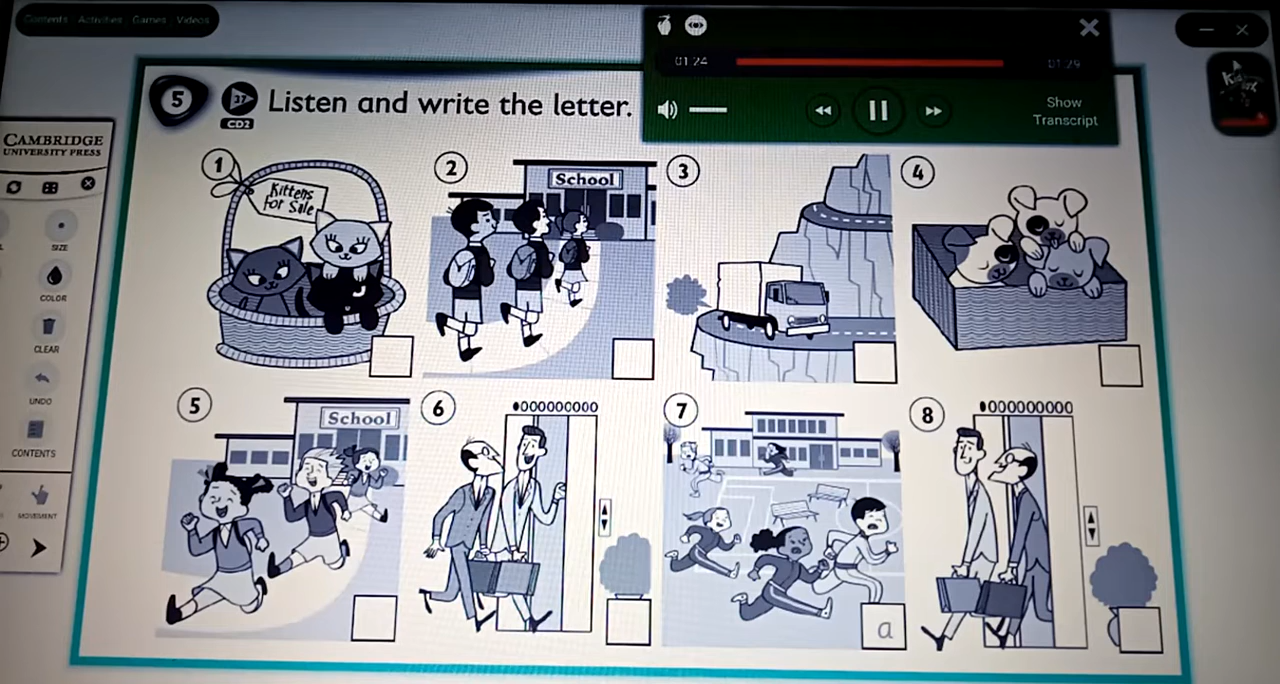 Contents Activities Games Videos
01:24 01:29
Show
Transcript
CAMBRIDGE
UNIVERSITY PRESS
SIZE
COLOR
CLEAR
UNDO
CONTENTS
MOVEMENT
5 37 Listen and write the letter.
CD2
1 2 3 4
Kittens
For Sale
School
5 6 7 8
School
a